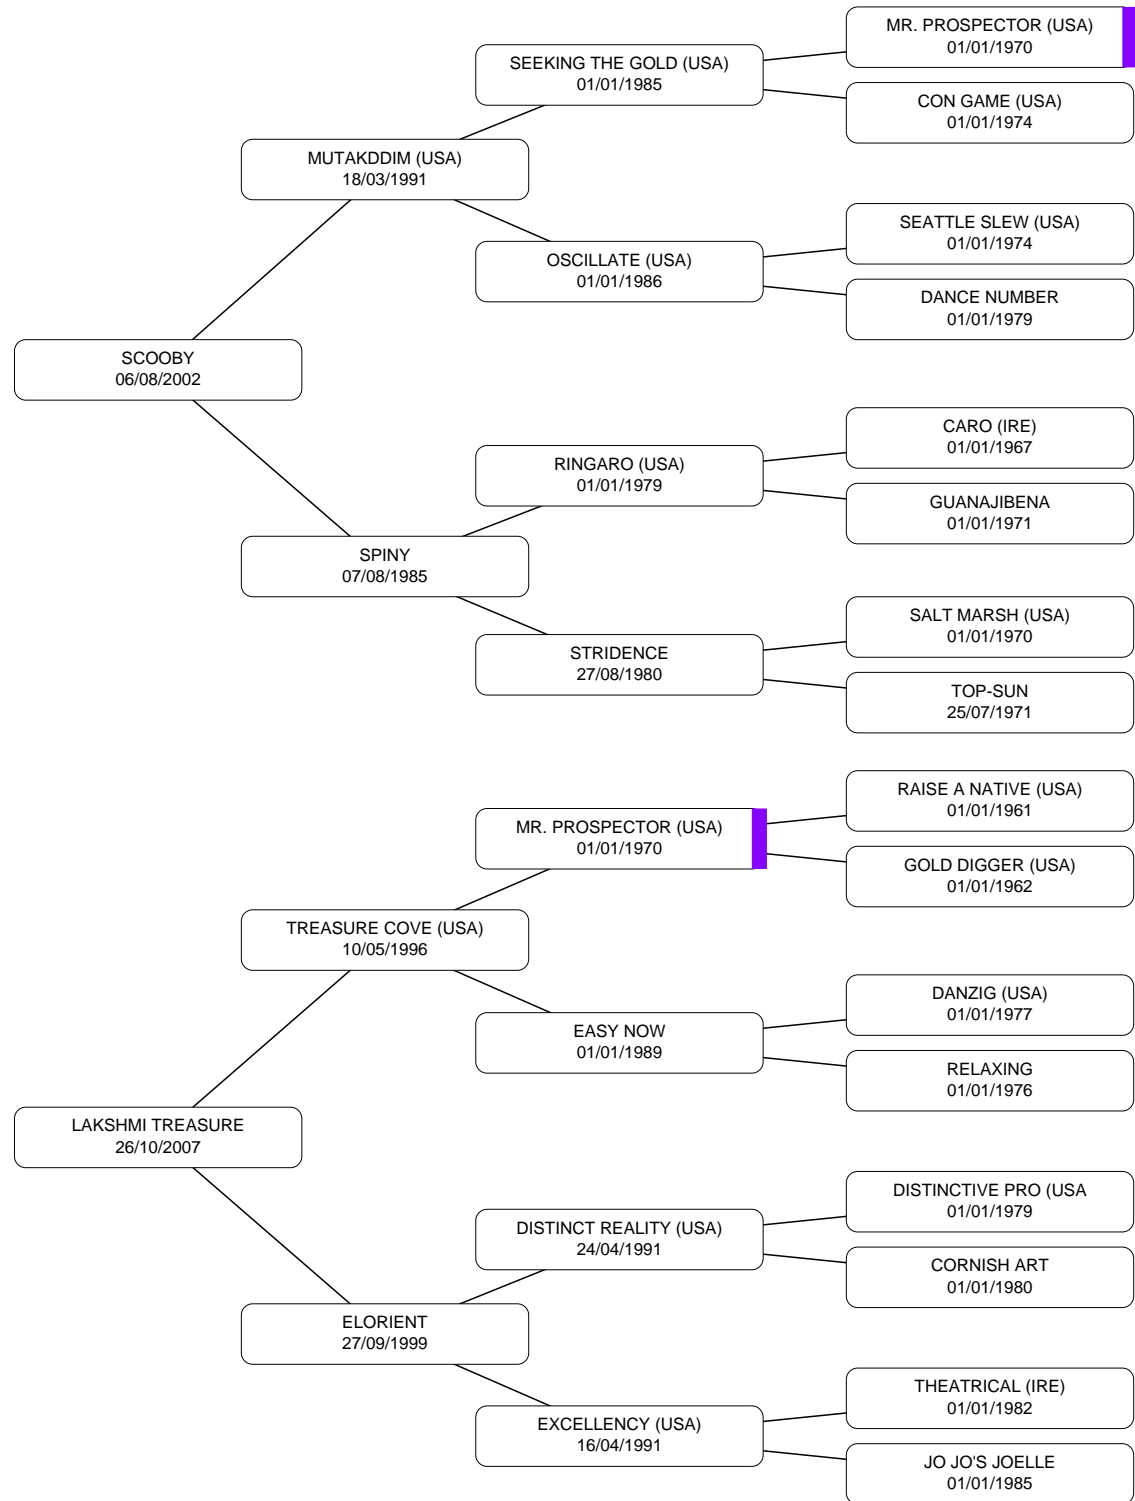 MR. PROSPECTOR (USA)
01/01/1970
SEEKING THE GOLD (USA)
01/01/1985
CON GAME (USA)
01/01/1974
MUTAKDDIM (USA)
18/03/1991
SEATTLE SLEW (USA)
01/01/1974
OSCILLATE (USA)
01/01/1986
DANCE NUMBER
01/01/1979
SCOOBY
06/08/2002
CARO (IRE)
01/01/1967
RINGARO (USA)
01/01/1979
GUANAJIBENA
01/01/1971
SPINY
07/08/1985
SALT MARSH (USA)
01/01/1970
STRIDENCE
27/08/1980
TOP-SUN
25/07/1971
RAISE A NATIVE (USA)
01/01/1961
MR. PROSPECTOR (USA)
01/01/1970
GOLD DIGGER (USA)
01/01/1962
TREASURE COVE (USA)
10/05/1996
DANZIG (USA)
01/01/1977
EASY NOW
01/01/1989
RELAXING
01/01/1976
LAKSHMI TREASURE
26/10/2007
DISTINCTIVE PRO (USA
01/01/1979
DISTINCT REALITY (USA)
24/04/1991
CORNISH ART
01/01/1980
ELORIENT
27/09/1999
THEATRICAL (IRE)
01/01/1982
EXCELLENCY (USA)
16/04/1991
JO JO'S JOELLE
01/01/1985